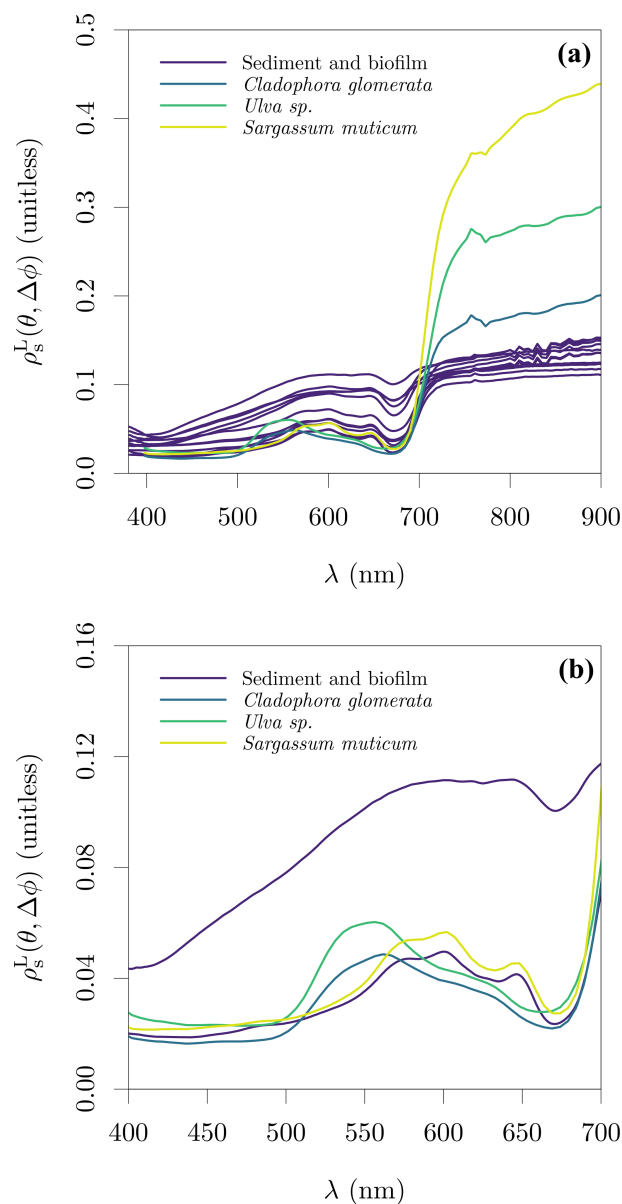 (a)
Sediment and biofilm
Cladophora glomerata
Ulva sp.
Sargassum muticum
ρₛᴸ(θ, Δϕ) (unitless)
0.5
0.4
0.3
0.2
0.1
0.0
400 500 600 700 800 900
λ (nm)
(b)
Sediment and biofilm
Cladophora glomerata
Ulva sp.
Sargassum muticum
ρₛᴸ(θ, Δϕ) (unitless)
0.16
0.12
0.08
0.04
0.00
400 450 500 550 600 650 700
λ (nm)